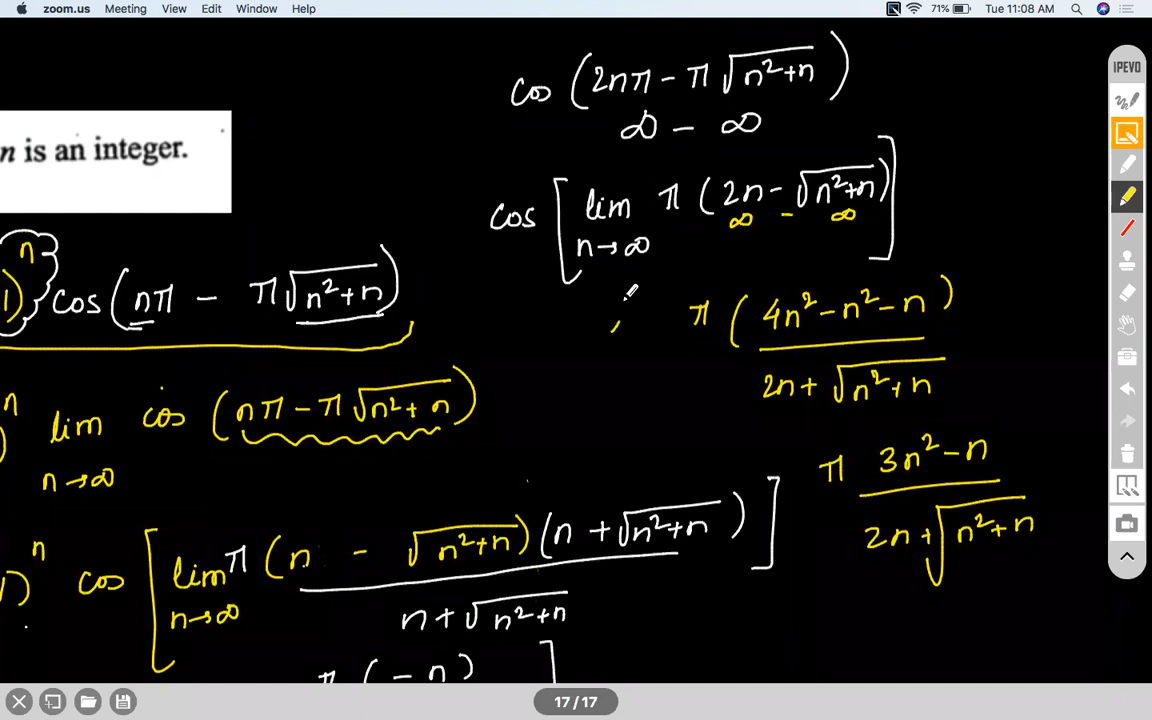 zoom.us Meeting View Edit Window Help 71% Tue 11:08 AM
IPEVO
cos (2nπ - π√(n²+n))
∞ - ∞
n is an integer.
cos [ lim n→∞ π (2n - √(n²+n)) ]
∞ - ∞
1)ⁿ cos (nπ - π√(n²+n))
, π (4n² - n² - n)
2n + √(n²+n)
)ⁿ lim n→∞ cos (nπ - π√(n²+n))
π 3n² - n
2n + √(n²+n)
1)ⁿ cos [ lim n→∞ π (n - √(n²+n)) (n + √(n²+n)) ]
n + √(n²+n)
π (-n) ]
17/17